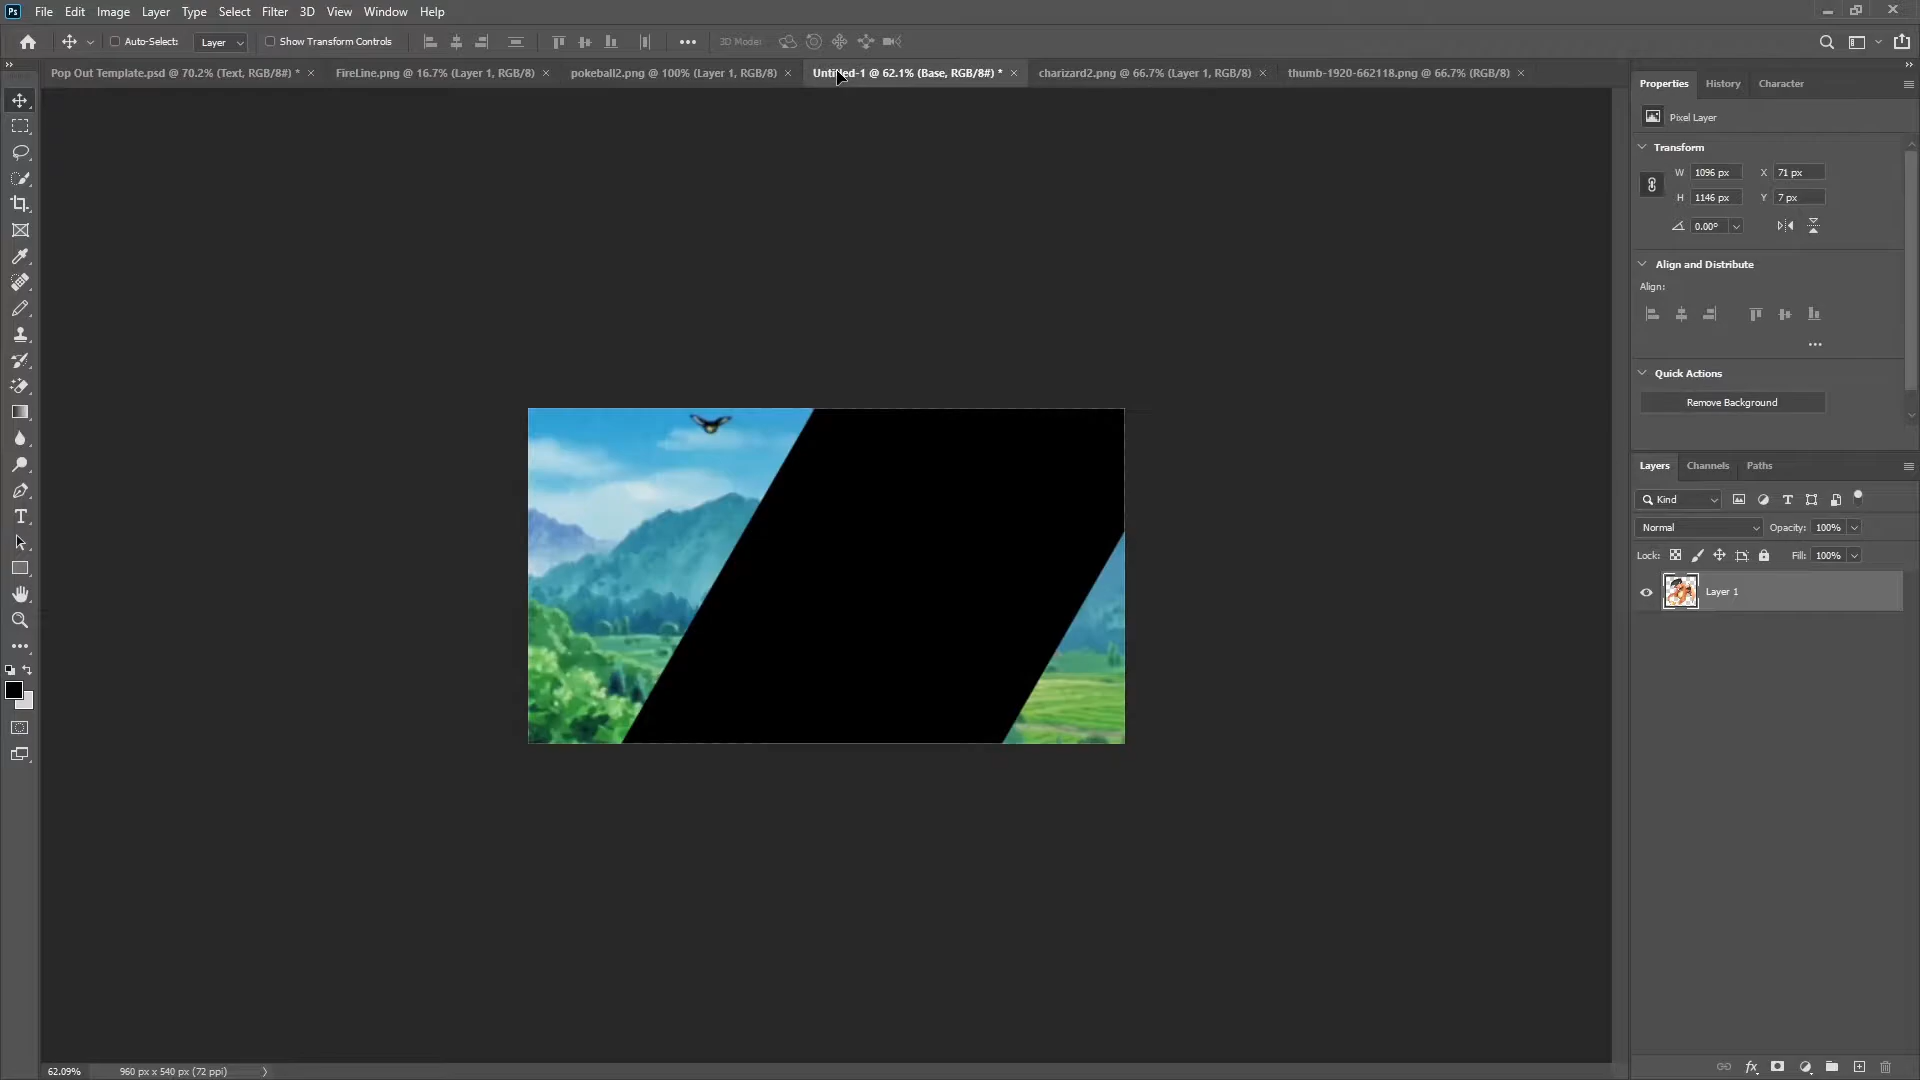 Ps File Edit Image Layer Type Select Filter 3D View Window Help
Auto-Select: Layer Show Transform Controls 3D Mode:
Pop Out Template.psd @ 70.2% (Text, RGB/8#) * FireLine.png @ 16.7% (Layer 1, RGB/8) pokeball2.png @ 100% (Layer 1, RGB/8) Untitled-1 @ 62.1% (Base, RGB/8#) * charizard2.png @ 66.7% (Layer 1, RGB/8) thumb-1920-662118.png @ 66.7% (RGB/8)
Properties History Character
Pixel Layer
Transform
W 1096 px X 71 px
H 1146 px Y 7 px
0.00°
Align and Distribute
Align:
Quick Actions
Remove Background
Layers Channels Paths
Kind
Normal Opacity: 100%
Lock: Fill: 100%
Layer 1
62.09% 960 px x 540 px (72 ppi)